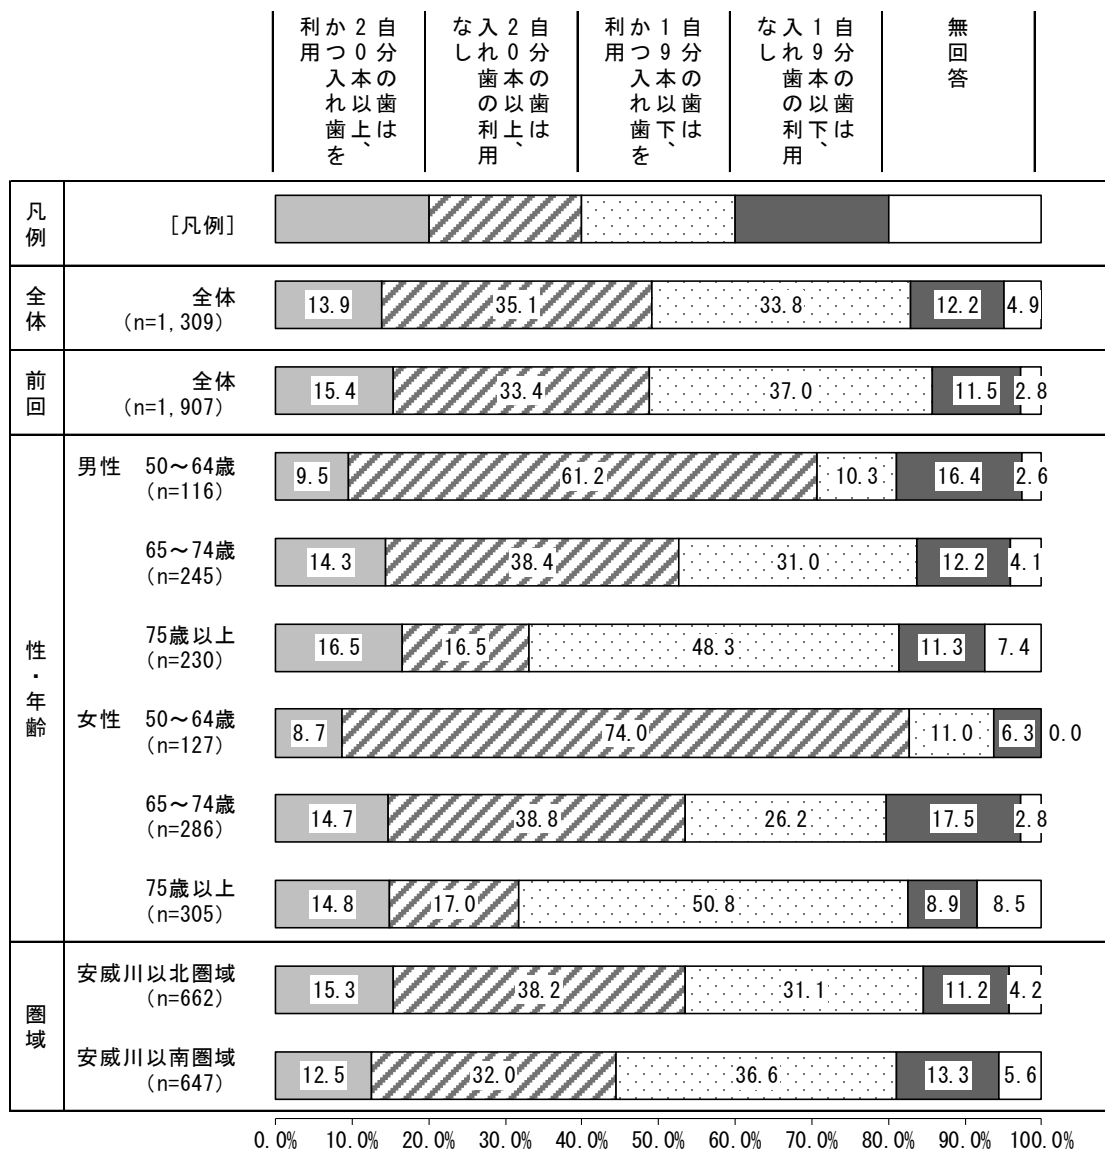 自分の歯は
20本以上、
かつ入れ歯を
利用
自分の歯は
20本以上、
入れ歯の利用
なし
自分の歯は
19本以下、
かつ入れ歯を
利用
自分の歯は
19本以下、
入れ歯の利用
なし
無回答
凡例
[凡例]
全体
全体
(n=1,309)
13.9 35.1 33.8 12.2 4.9
前回
全体
(n=1,907)
15.4 33.4 37.0 11.5 2.8
性・年齢
男性 50～64歳
(n=116)
9.5 61.2 10.3 16.4 2.6
65～74歳
(n=245)
14.3 38.4 31.0 12.2 4.1
75歳以上
(n=230)
16.5 16.5 48.3 11.3 7.4
女性 50～64歳
(n=127)
8.7 74.0 11.0 6.3 0.0
65～74歳
(n=286)
14.7 38.8 26.2 17.5 2.8
75歳以上
(n=305)
14.8 17.0 50.8 8.9 8.5
圏域
安威川以北圏域
(n=662)
15.3 38.2 31.1 11.2 4.2
安威川以南圏域
(n=647)
12.5 32.0 36.6 13.3 5.6
0.0% 10.0% 20.0% 30.0% 40.0% 50.0% 60.0% 70.0% 80.0% 90.0% 100.0%